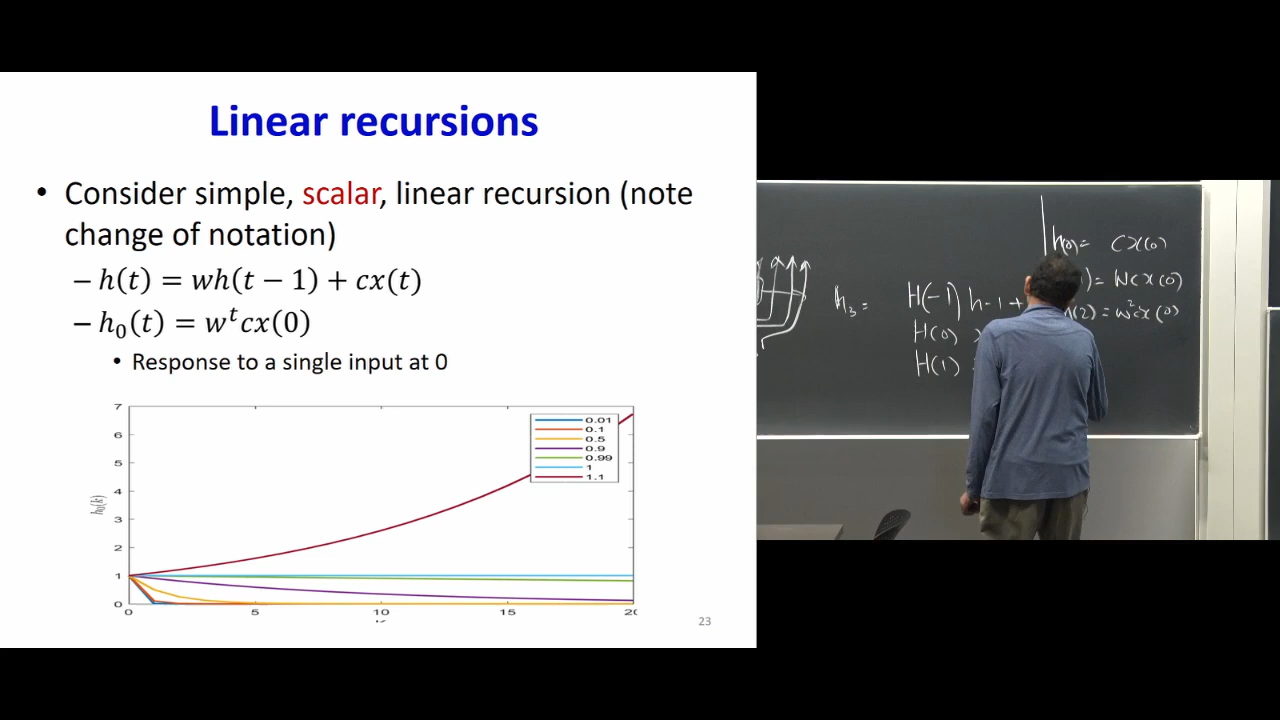 Linear recursions
• Consider simple, scalar, linear recursion (note
change of notation)
– h(t) = wh(t − 1) + cx(t)
– h₀(t) = wᵗcx(0)
• Response to a single input at 0
7
6
5
4
3
2
1
0
h₀(k)
0.01
0.1
0.5
0.9
0.99
1
1.1
0 5 10 15
23
h₃ = H(-1) h-1 +
H(0)
H(1)
h(0) = cx(0)
) = Wcx(0)
h(2) = w²cx(0)